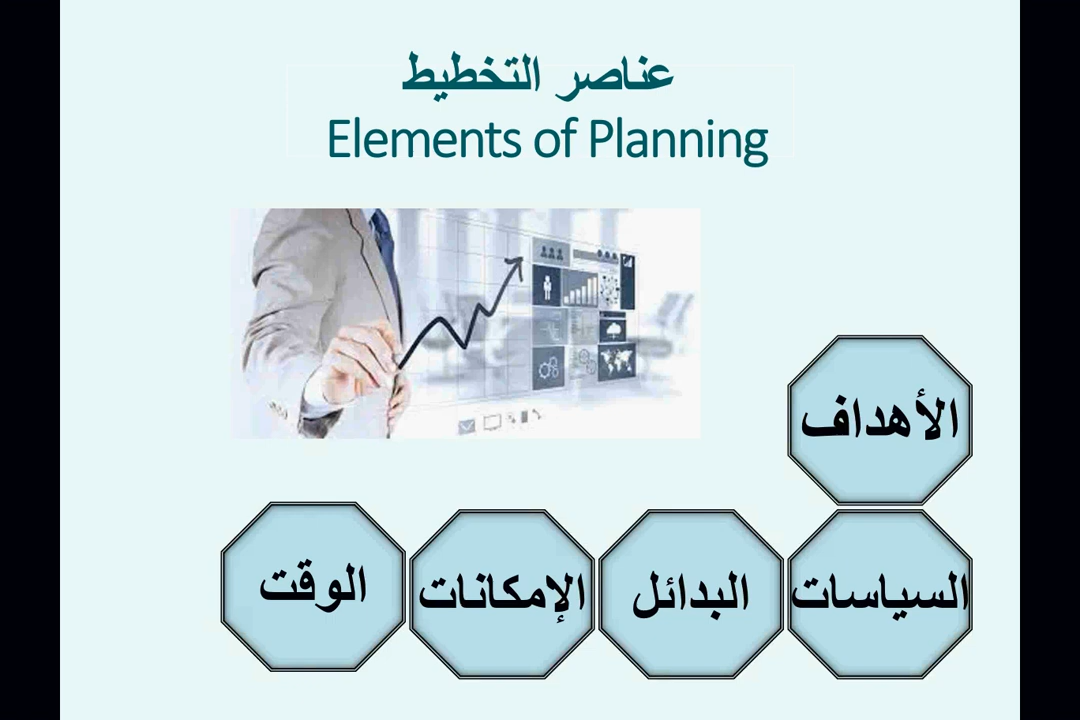 عناصر التخطيط
Elements of Planning
الأهداف
السياسات
البدائل
الإمكانات
الوقت